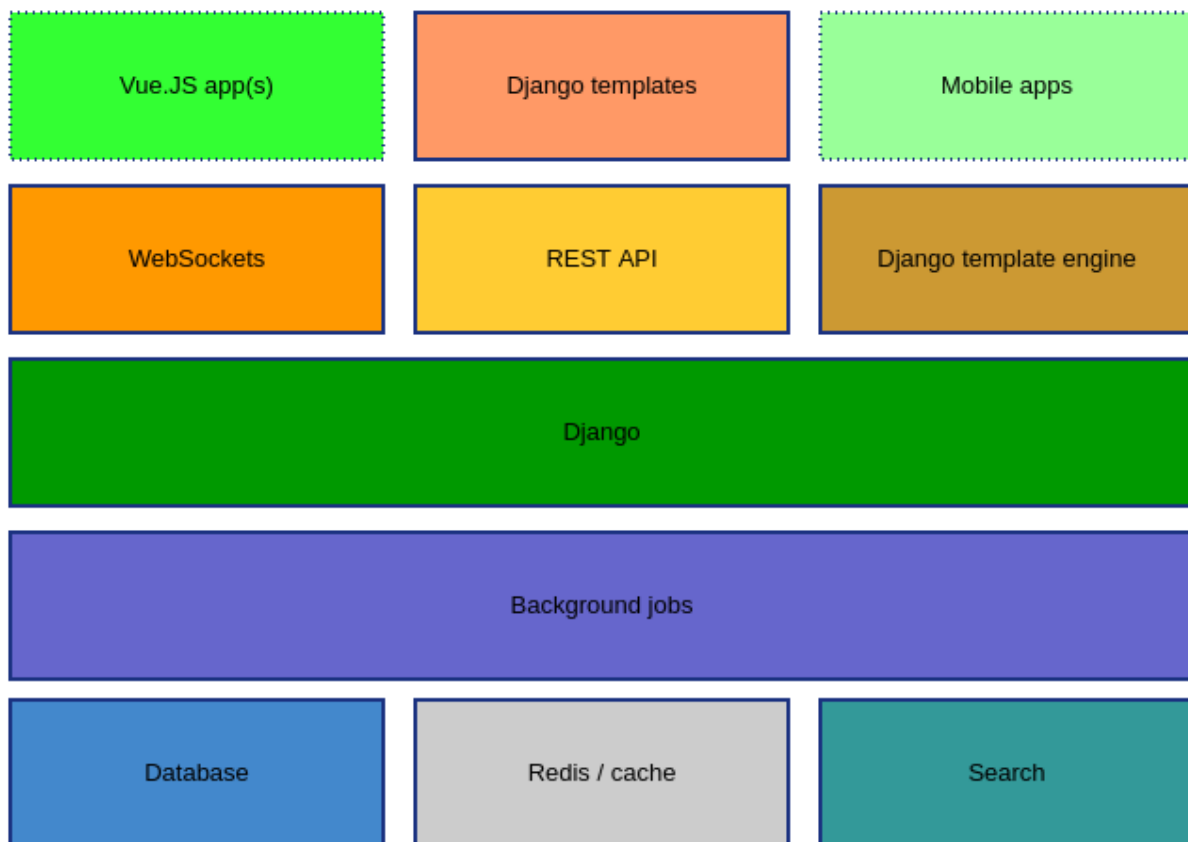 Vue.JS app(s)
Django templates
Mobile apps
WebSockets
REST API
Django template engine
Django
Background jobs
Database
Redis / cache
Search